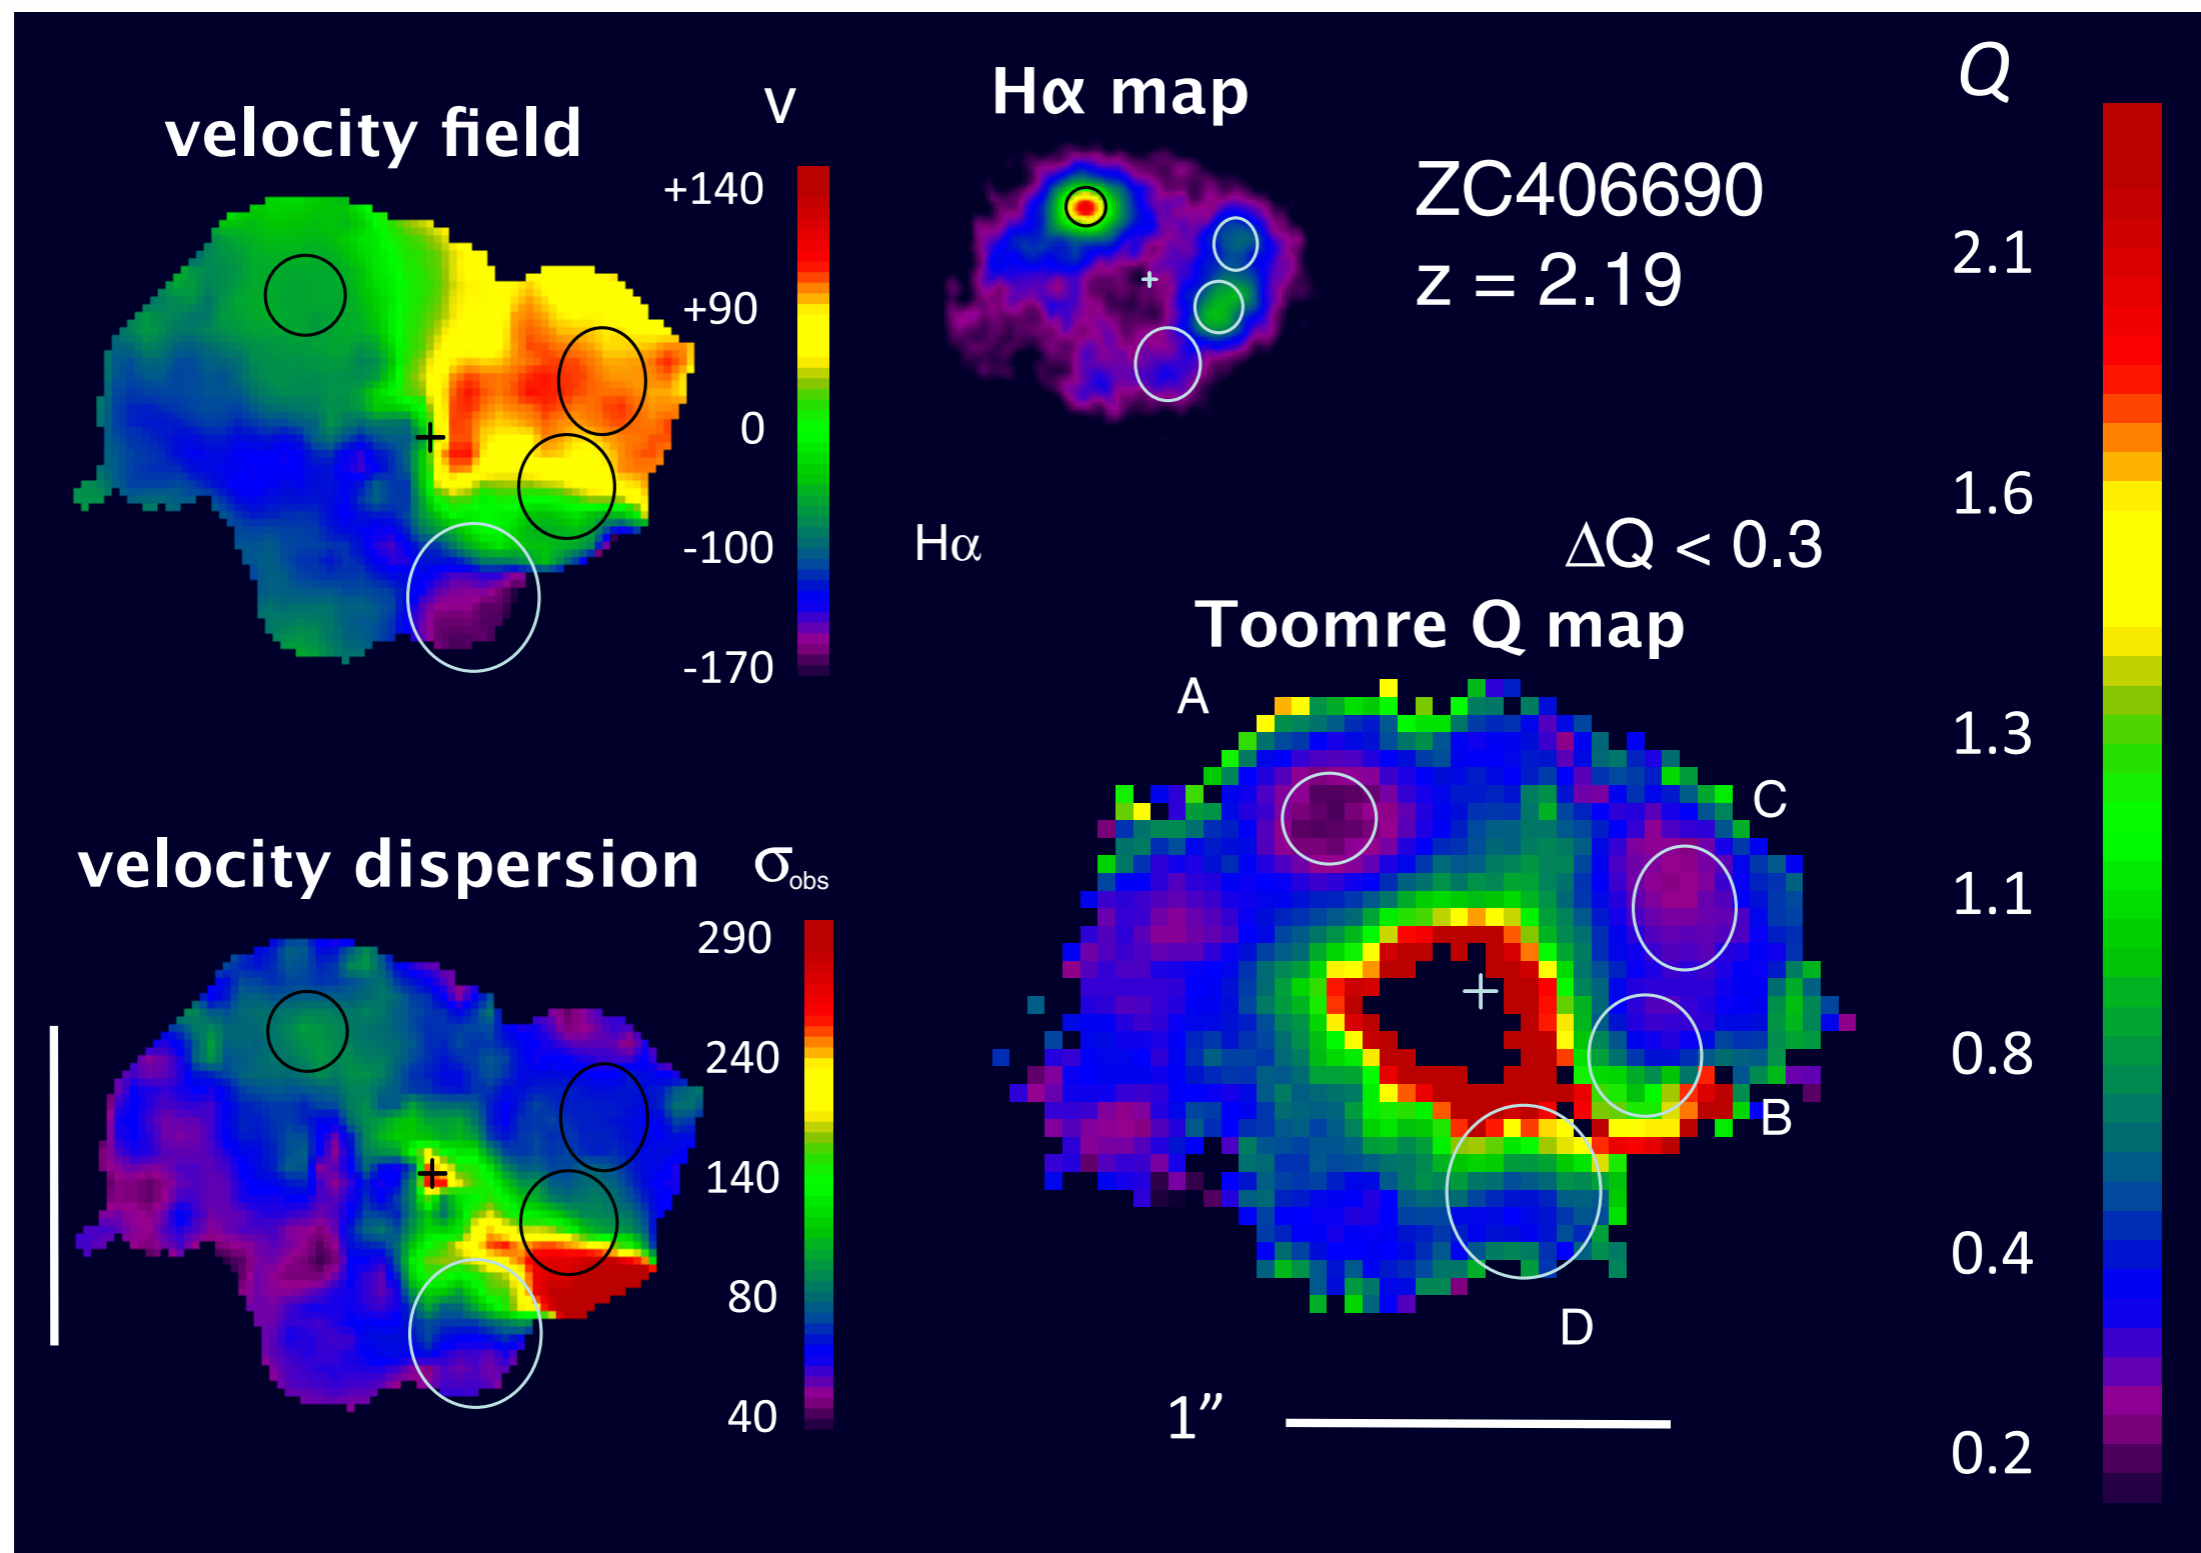 velocity field
v
+140
+90
0
-100
-170
Hα map
ZC406690
z = 2.19
Hα
ΔQ < 0.3
Toomre Q map
A
C
B
D
1”
velocity dispersion
σobs
290
240
140
80
40
Q
2.1
1.6
1.3
1.1
0.8
0.4
0.2